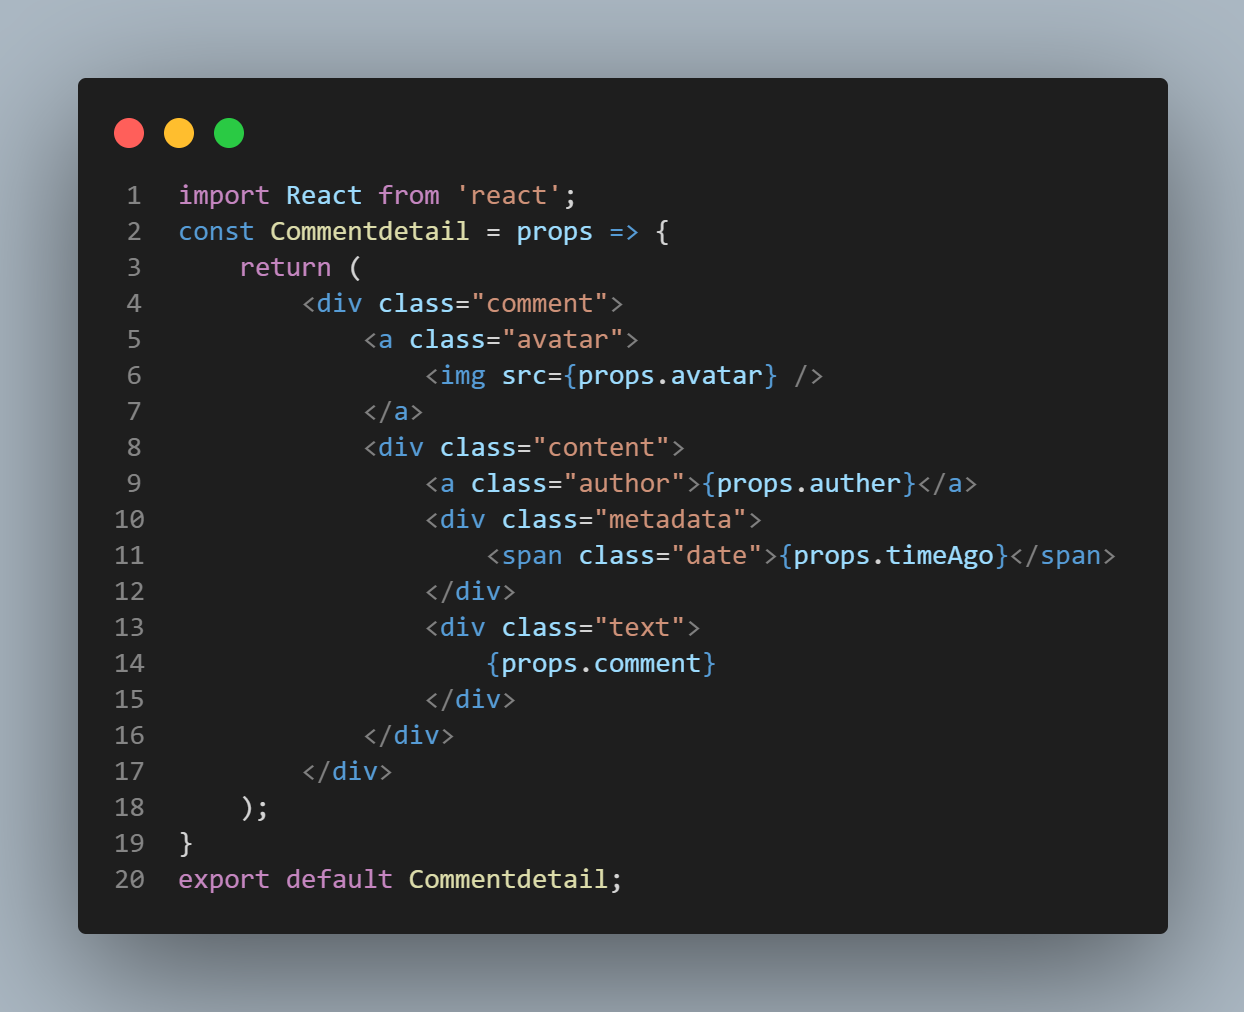 1 import React from 'react';
2 const Commentdetail = props => {
3     return (
4         <div class="comment">
5             <a class="avatar">
6                 <img src={props.avatar} />
7             </a>
8             <div class="content">
9                 <a class="author">{props.auther}</a>
10                 <div class="metadata">
11                     <span class="date">{props.timeAgo}</span>
12                 </div>
13                 <div class="text">
14                     {props.comment}
15                 </div>
16             </div>
17         </div>
18     );
19 }
20 export default Commentdetail;